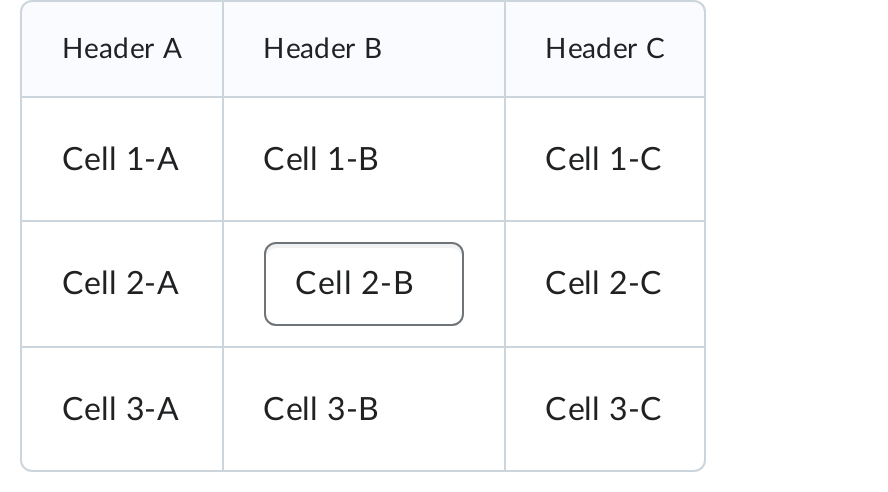 Header A Header B Header C
Cell 1-A Cell 1-B Cell 1-C
Cell 2-A Cell 2-B Cell 2-C
Cell 3-A Cell 3-B Cell 3-C